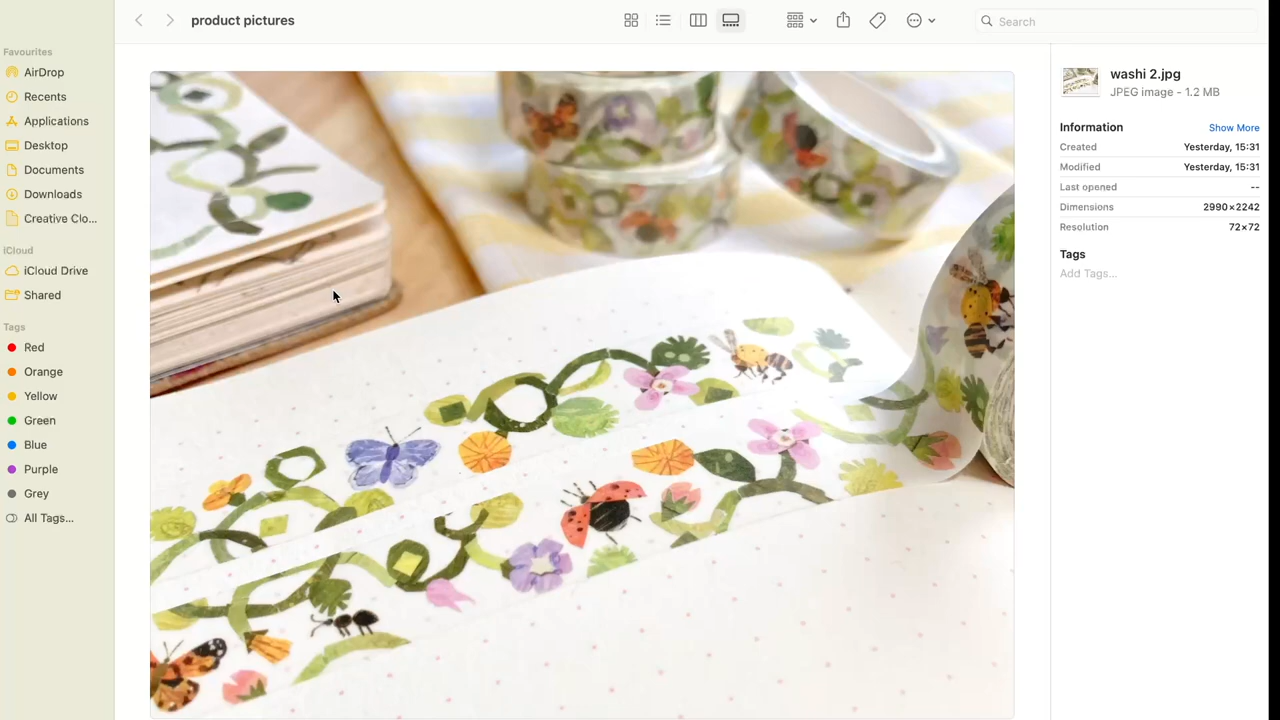 product pictures
Search
Favourites
AirDrop
Recents
Applications
Desktop
Documents
Downloads
Creative Clo...
iCloud
iCloud Drive
Shared
Tags
Red
Orange
Yellow
Green
Blue
Purple
Grey
All Tags...
washi 2.jpg
JPEG image - 1.2 MB
Information
Show More
Created Yesterday, 15:31
Modified Yesterday, 15:31
Last opened --
Dimensions 2990×2242
Resolution 72×72
Tags
Add Tags...